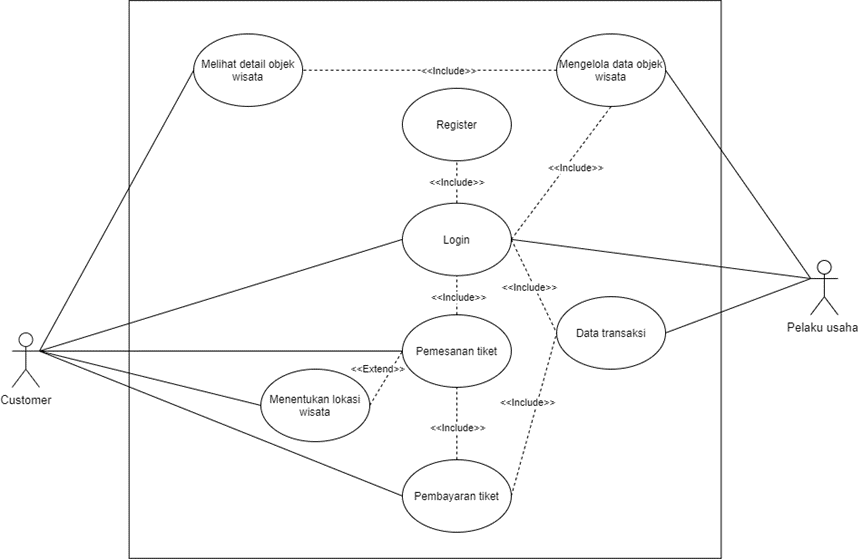 Melihat detail objek
wisata
<<Include>>
Mengelola data objek
wisata
Register
<<Include>>
<<Include>>
Login
<<Include>>
<<Include>>
Pelaku usaha
Data transaksi
Pemesanan tiket
<<Extend>>
Customer
Menentukan lokasi
wisata
<<Include>>
<<Include>>
Pembayaran tiket